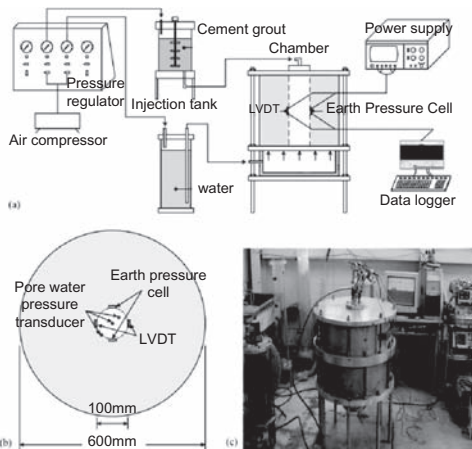 Cement grout
Power supply
Chamber
Pressure
regulator
Injection tank
LVDT
Earth Pressure Cell
Air compressor
water
Data logger
(a)
Earth pressure
cell
Pore water
pressure
transducer
LVDT
100mm
600mm
(b)
(c)